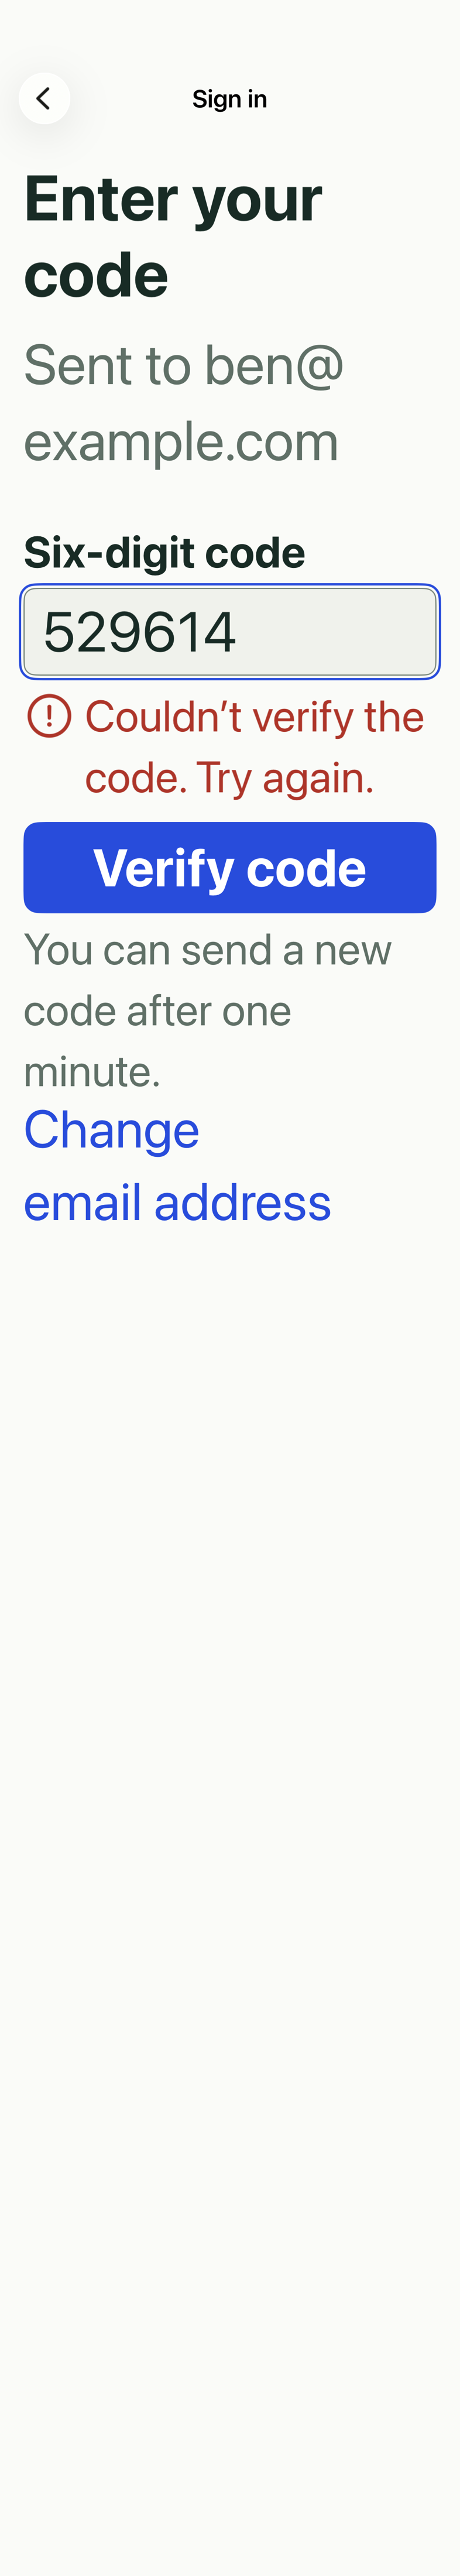 Sign in
Enter your
code
Sent to ben@
example.com
Six-digit code
529614
Couldn’t verify the
code. Try again.
Verify code
You can send a new
code after one
minute.
Change
email address